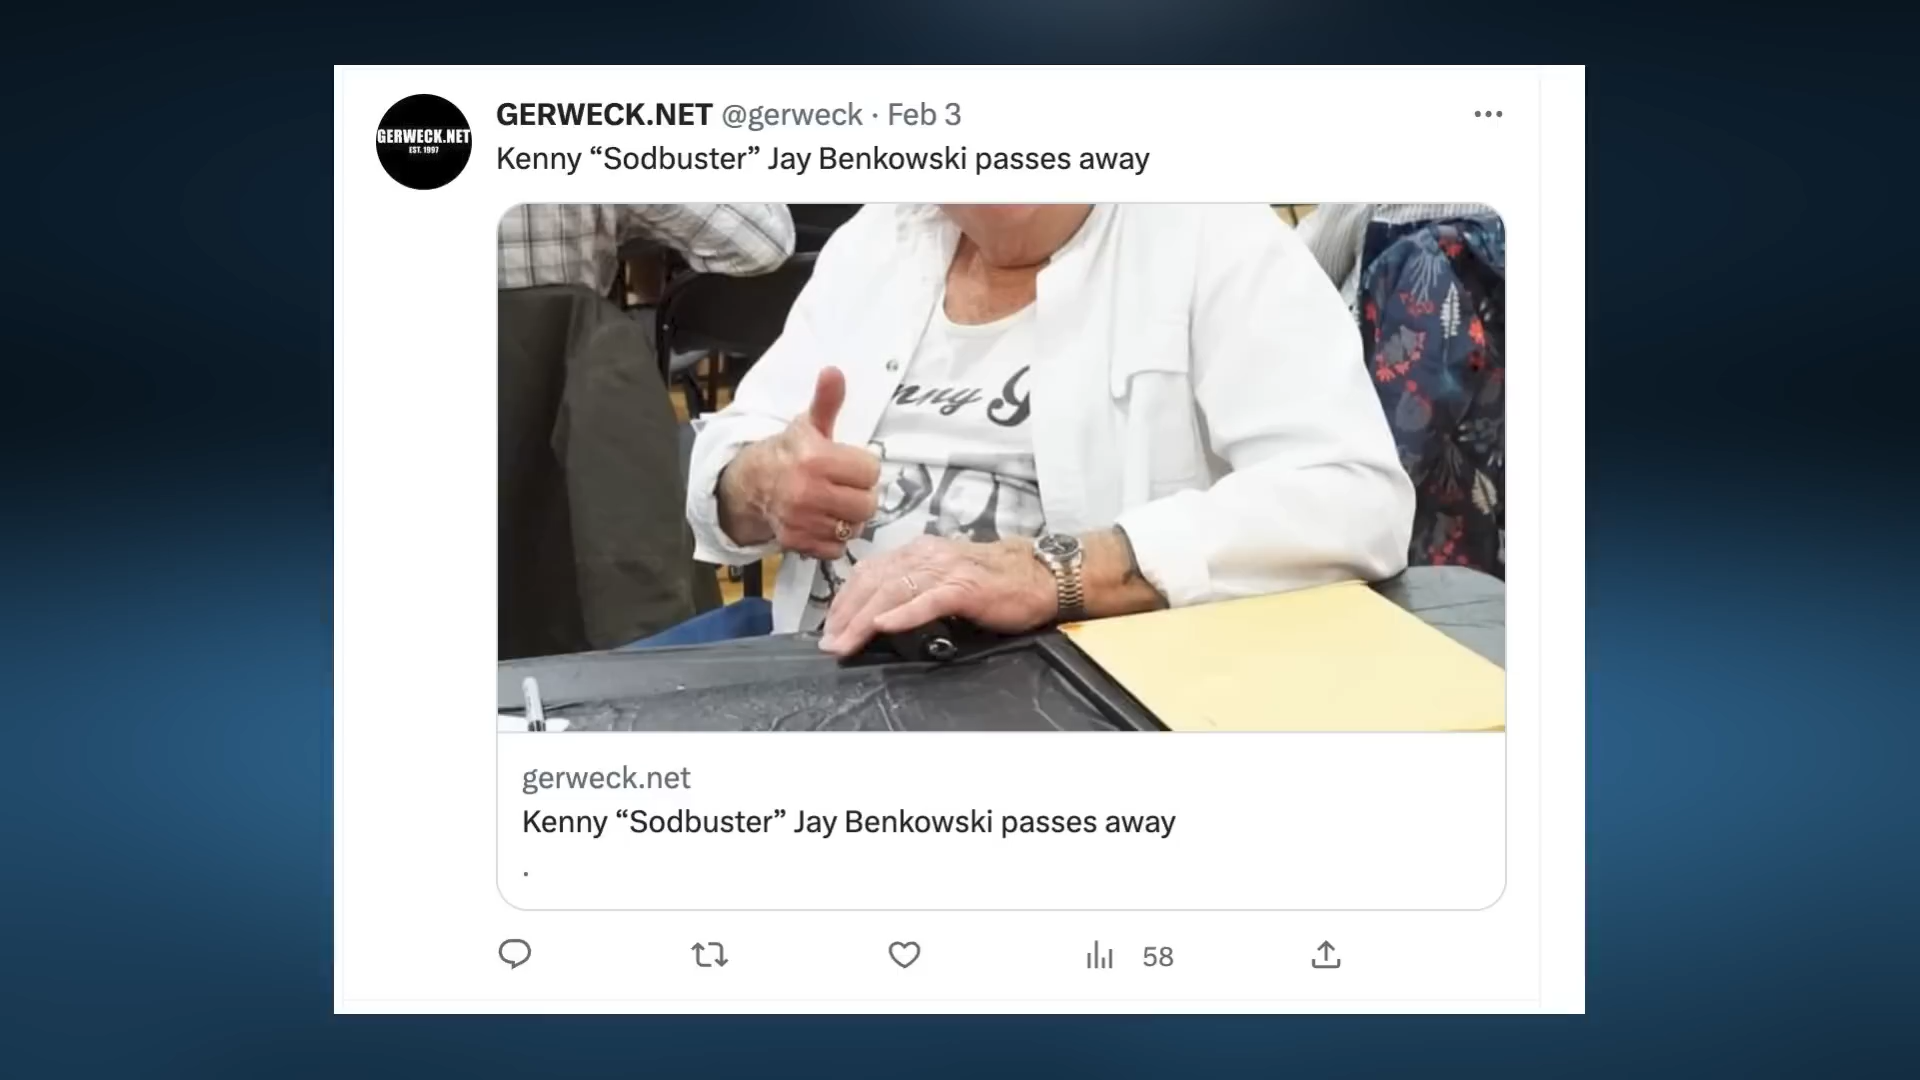 GERWECK.NET
EST. 1997
GERWECK.NET @gerweck · Feb 3
Kenny “Sodbuster” Jay Benkowski passes away
nny
gerweck.net
Kenny “Sodbuster” Jay Benkowski passes away
.
58